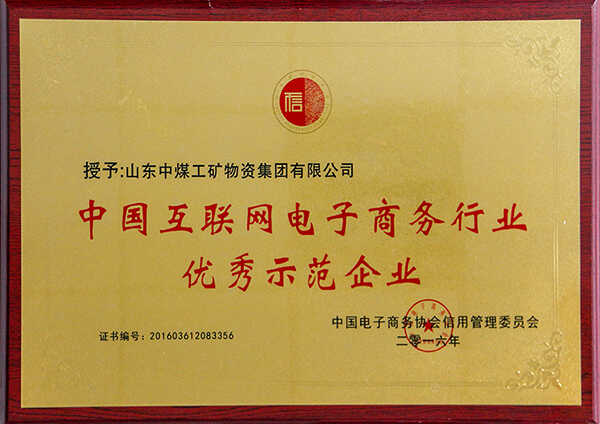 信
授予:山东中煤工矿物资集团有限公司
中国互联网电子商务行业
优秀示范企业
证书编号：201603612083356
中国电子商务协会信用管理委员会
二零一六年